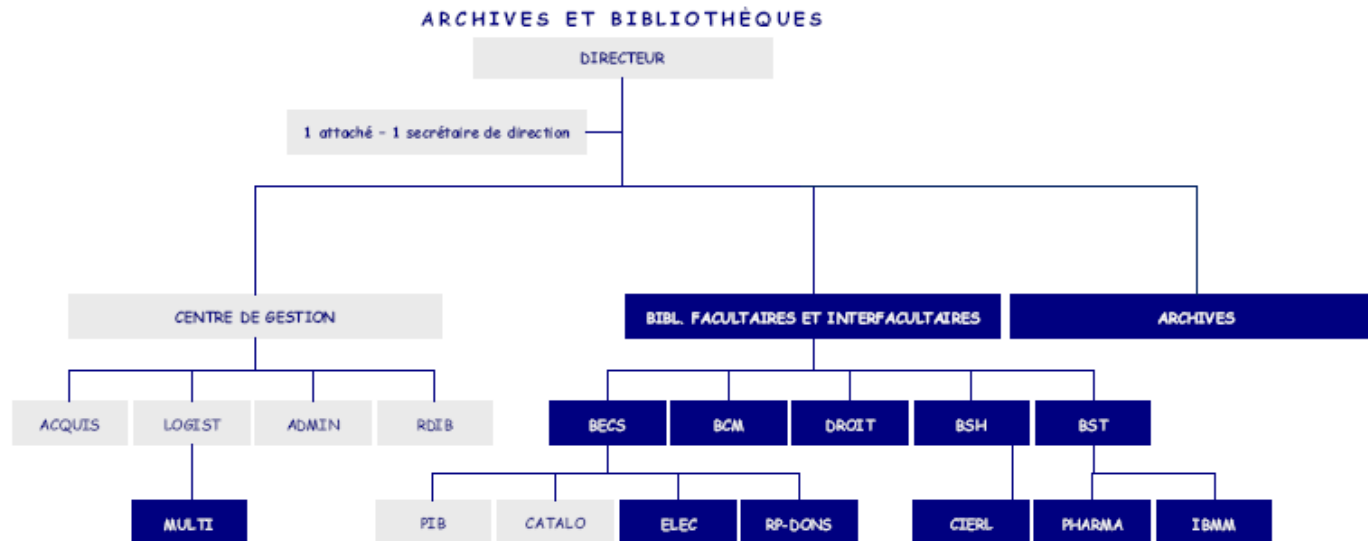 ARCHIVES ET BIBLIOTHÈQUES
DIRECTEUR
1 attaché - 1 secrétaire de direction
CENTRE DE GESTION
BIBL. FACULTAIRES ET INTERFACULTAIRES
ARCHIVES
ACQUIS
LOGIST
ADMIN
RDIB
BECS
BCM
DROIT
BSH
BST
MULTI
PIB
CATALO
ELEC
RP-DONS
CIERL
PHARMA
IBMM